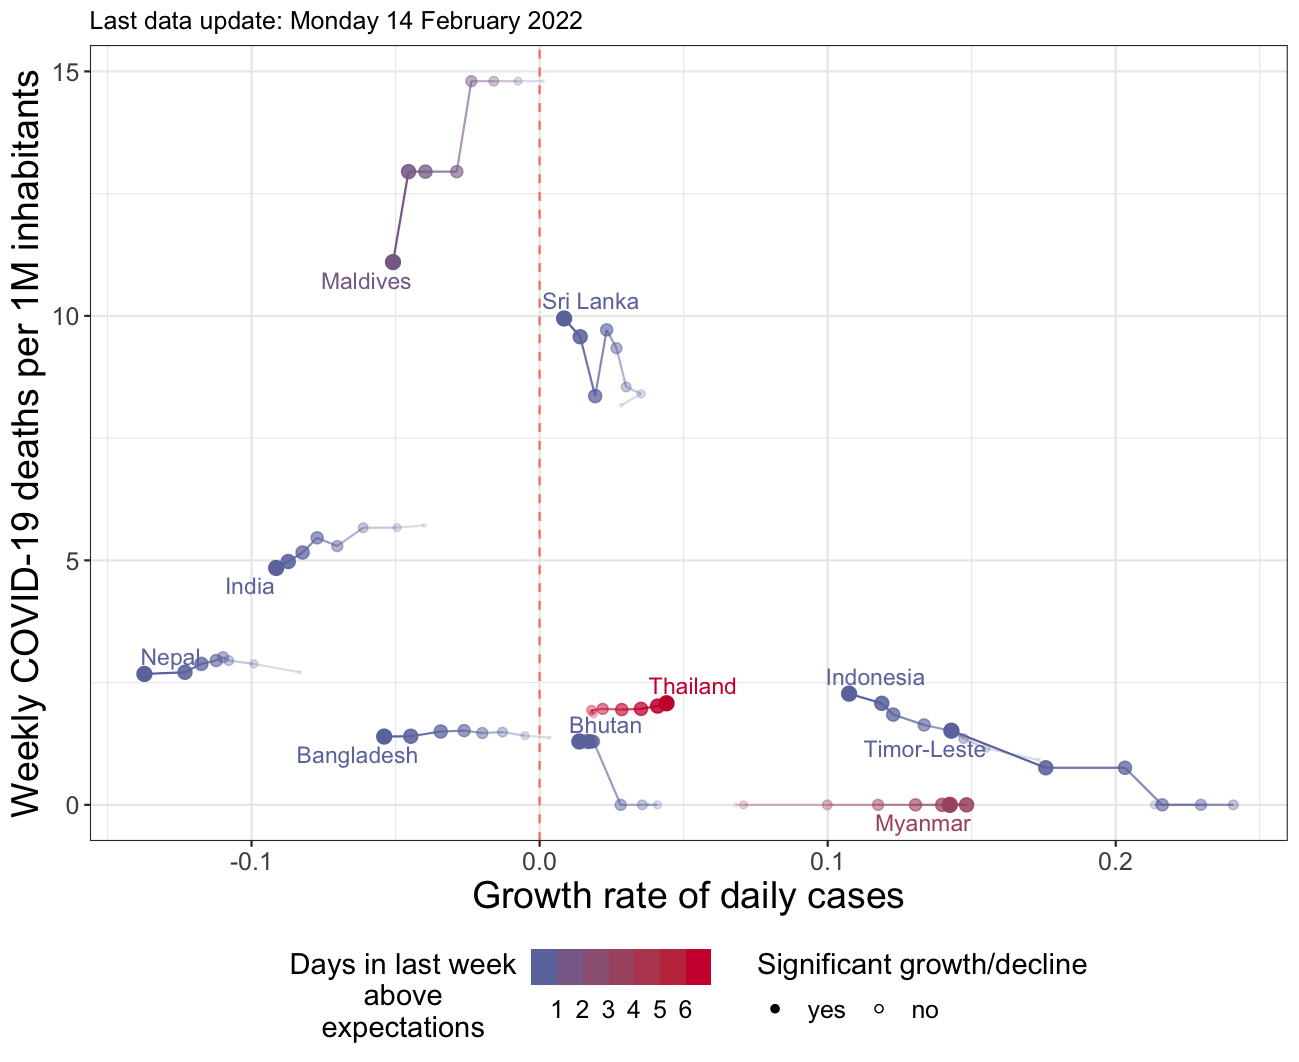 Last data update: Monday 14 February 2022
Weekly COVID-19 deaths per 1M inhabitants
15
10
5
0
Maldives
Sri Lanka
India
Nepal
Thailand
Indonesia
Bhutan
Bangladesh
Timor-Leste
Myanmar
-0.1
0.0
0.1
0.2
Growth rate of daily cases
Days in last week
above
expectations
1 2 3 4 5 6
Significant growth/decline
yes no